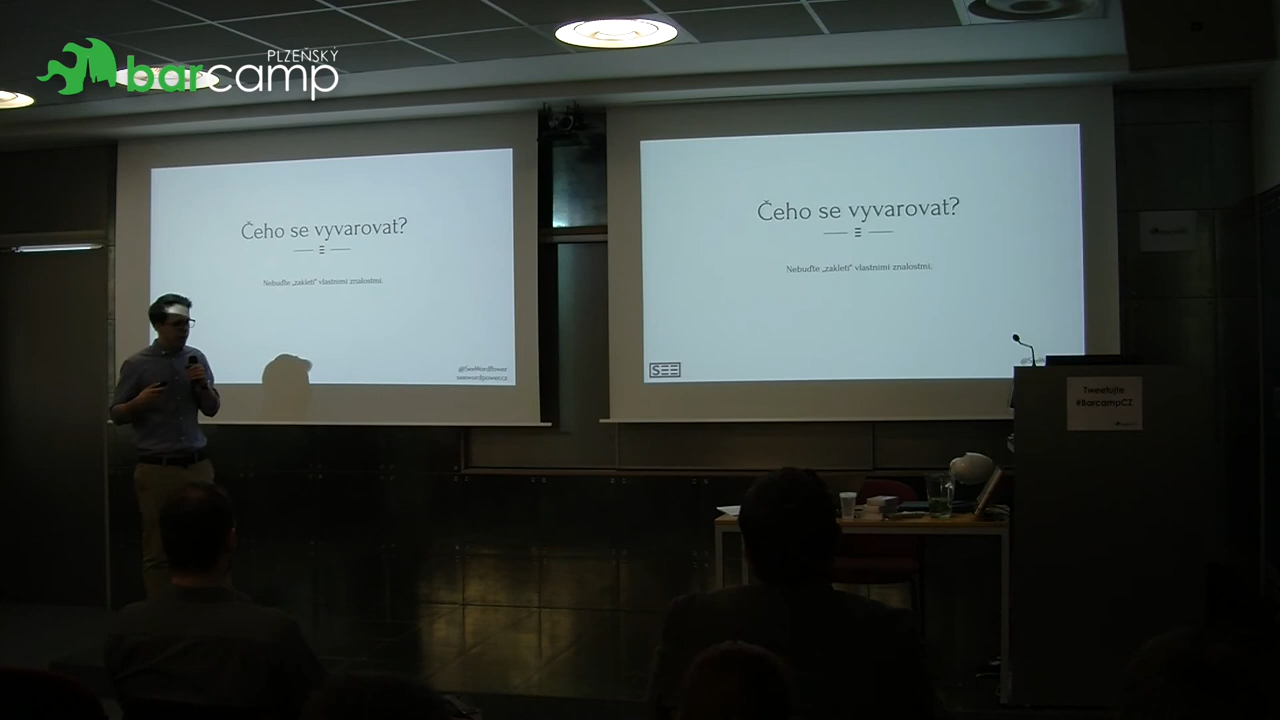 PLZEŇSKÝ
barcamp
Čeho se vyvarovat?
Nebuďte „zakletí“ vlastními znalostmi.
@SeeWordPower
seewordpower.cz
Čeho se vyvarovat?
Nebuďte „zakletí“ vlastními znalostmi.
SEE
@SeeWo
Tweetujte
#BarcampCZ